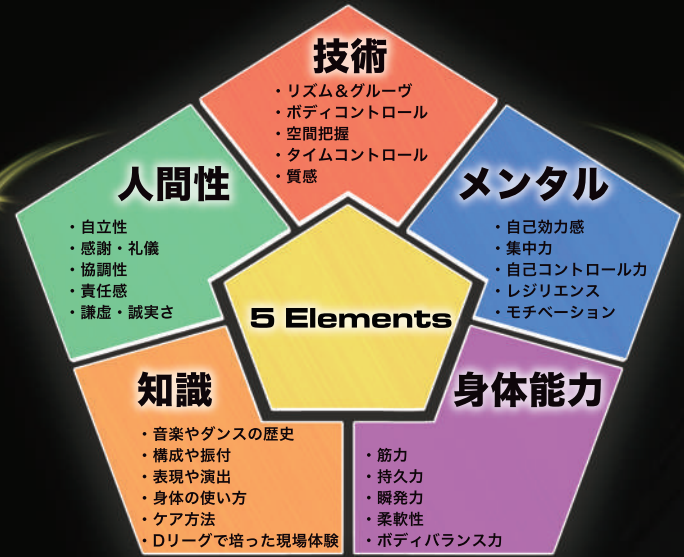 技術
・リズム＆グルーヴ
・ボディコントロール
・空間把握
・タイムコントロール
・質感
人間性
・自立性
・感謝・礼儀
・協調性
・責任感
・謙虚・誠実さ
メンタル
・自己効力感
・集中力
・自己コントロール力
・レジリエンス
・モチベーション
5 Elements
知識
・音楽やダンスの歴史
・構成や振付
・表現や演出
・身体の使い方
・ケア方法
・Dリーグで培った現場体験
身体能力
・筋力
・持久力
・瞬発力
・柔軟性
・ボディバランス力